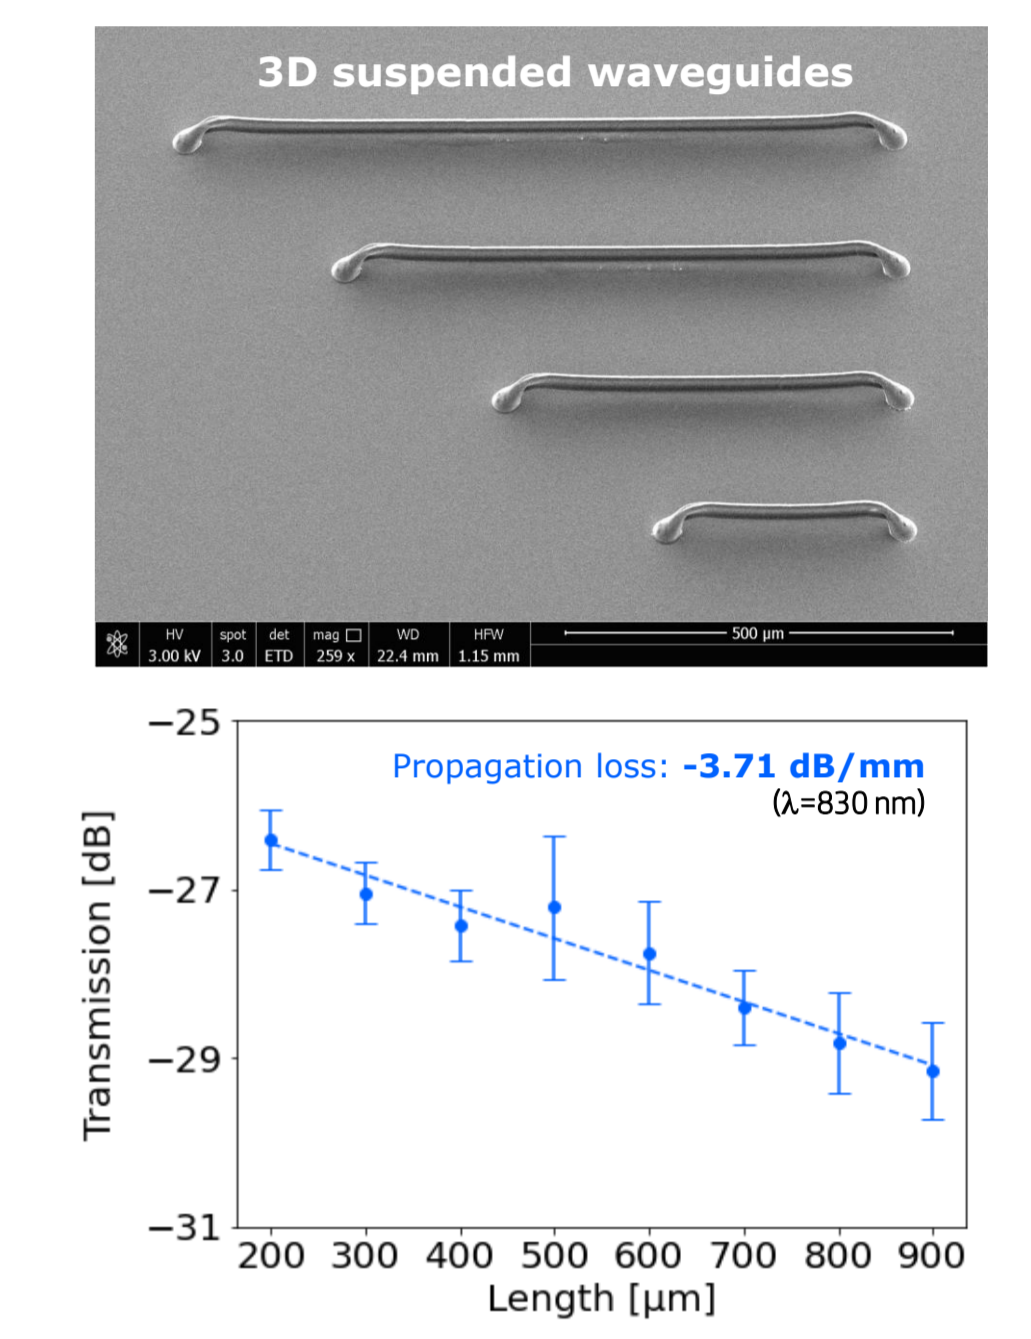 3D suspended waveguides
HV spot det mag WD HFW 500 µm
3.00 kV 3.0 ETD 259 x 22.4 mm 1.15 mm
−25
Propagation loss: -3.71 dB/mm
(λ=830 nm)
−27
−29
−31
Transmission [dB]
200 300 400 500 600 700 800 900
Length [µm]